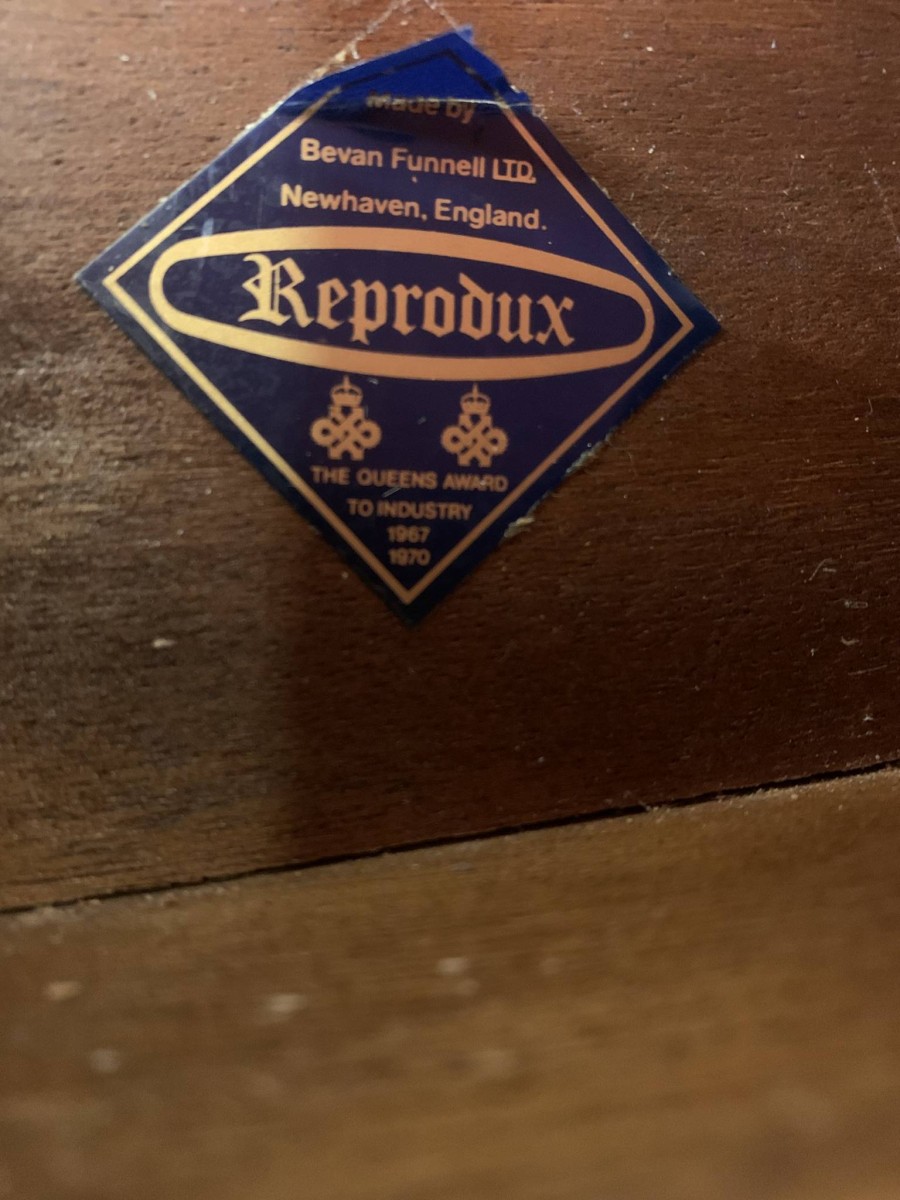 Made by
Bevan Funnell LTD.
Newhaven, England.
Reprodux
THE QUEENS AWARD
TO INDUSTRY
1967
1970